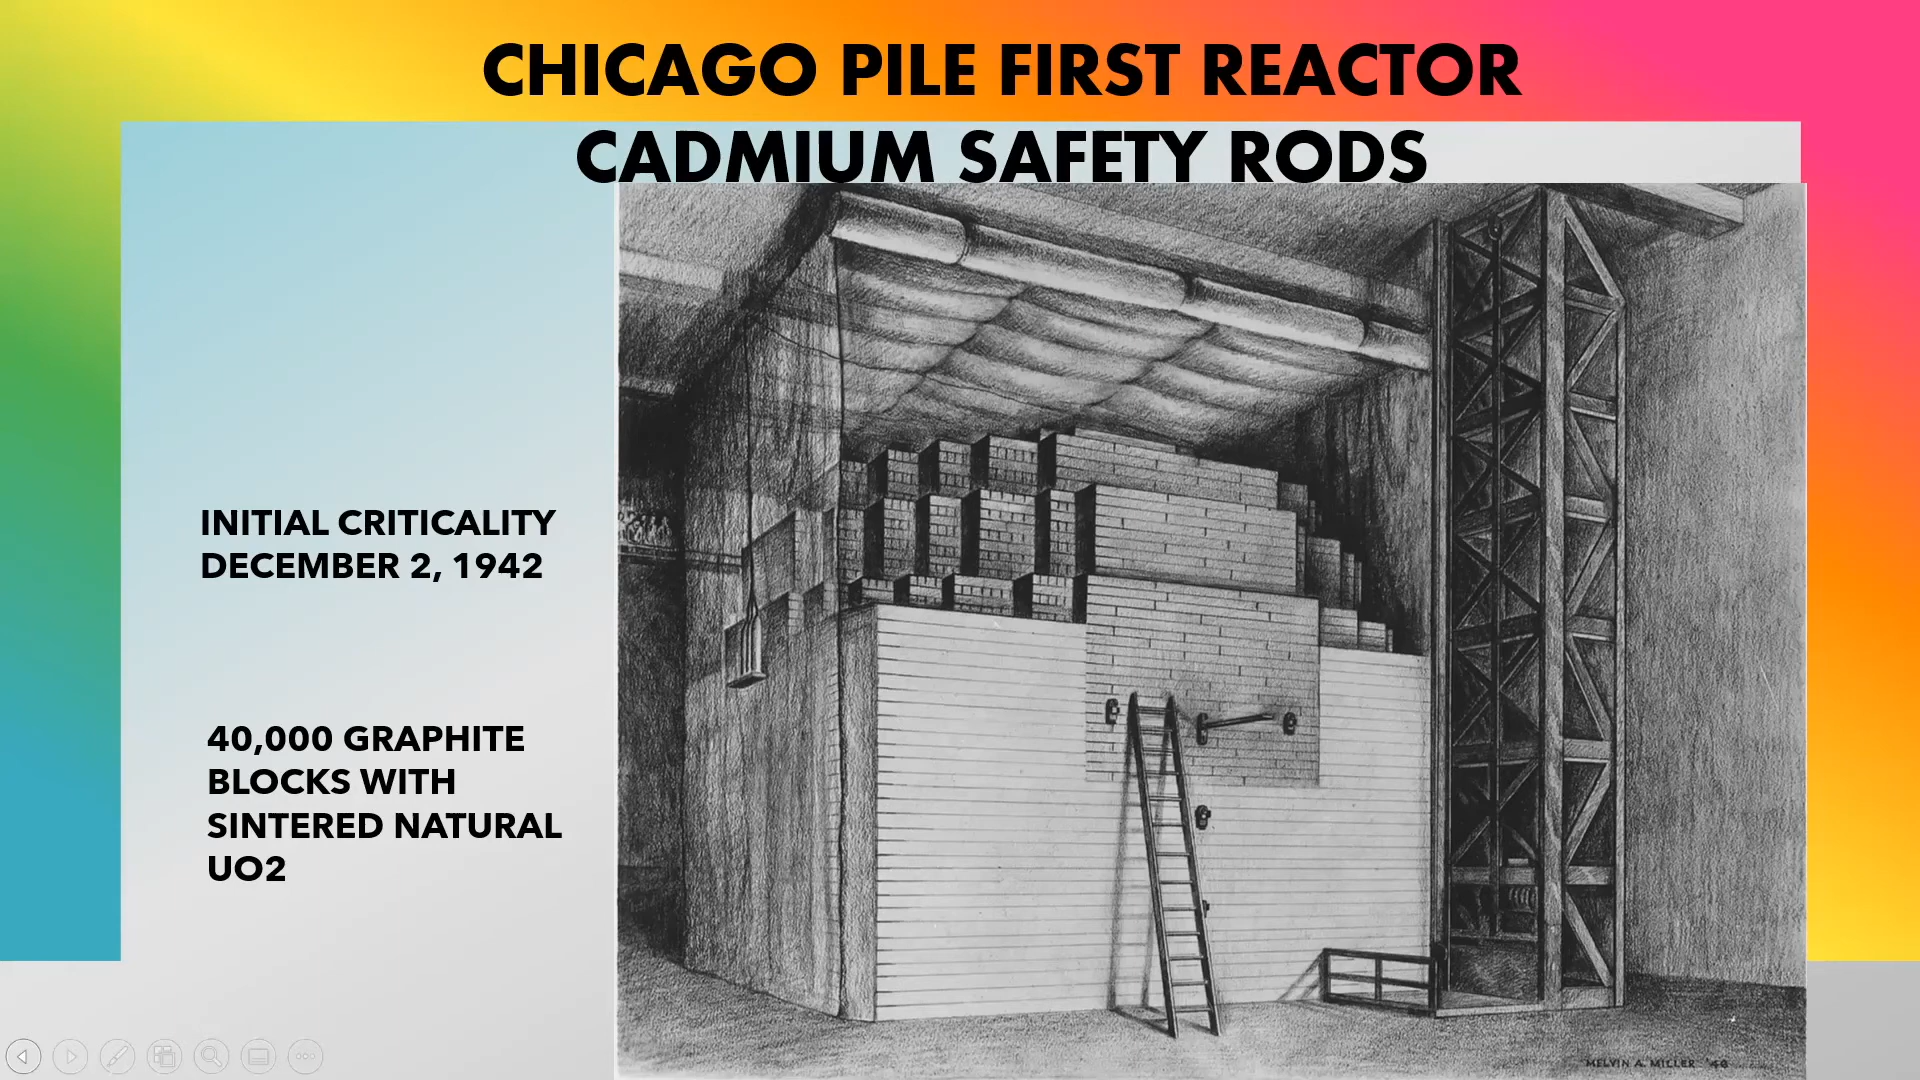 CHICAGO PILE FIRST REACTOR
CADMIUM SAFETY RODS
INITIAL CRITICALITY
DECEMBER 2, 1942
40,000 GRAPHITE
BLOCKS WITH
SINTERED NATURAL
UO2
MELVIN A. MILLER '46